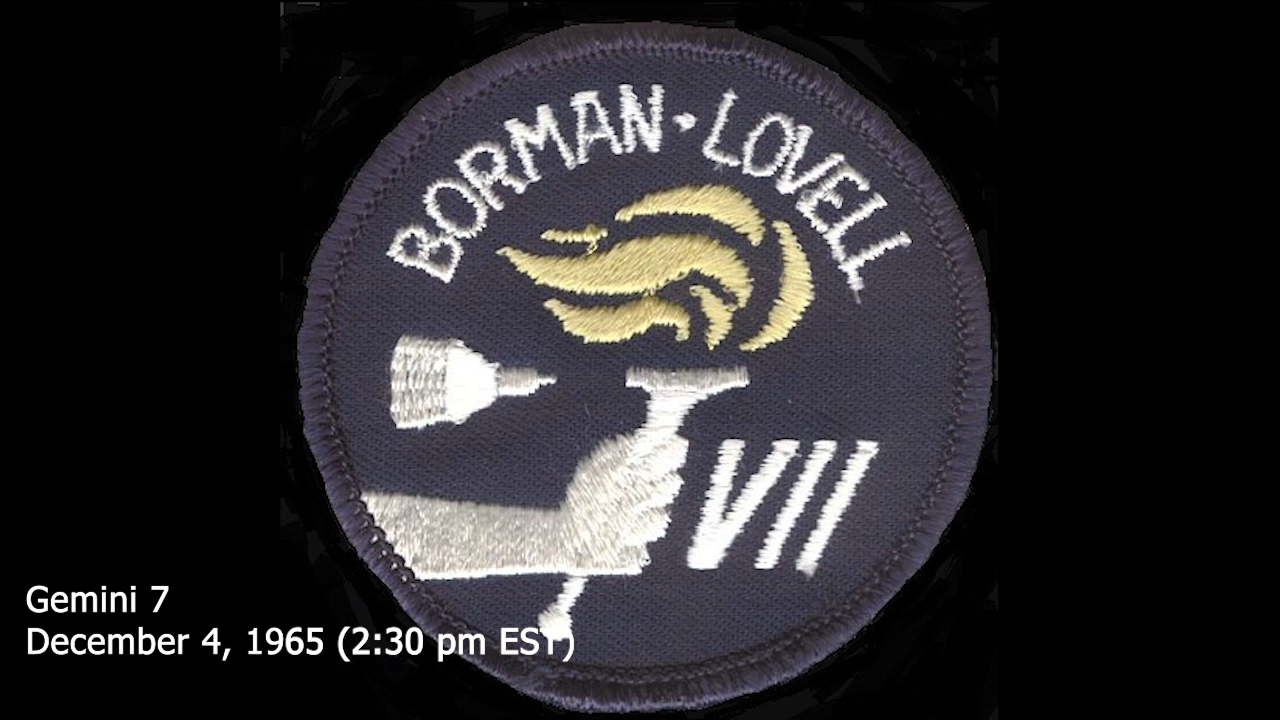 BORMAN · LOVELL
VII
Gemini 7
December 4, 1965 (2:30 pm EST)